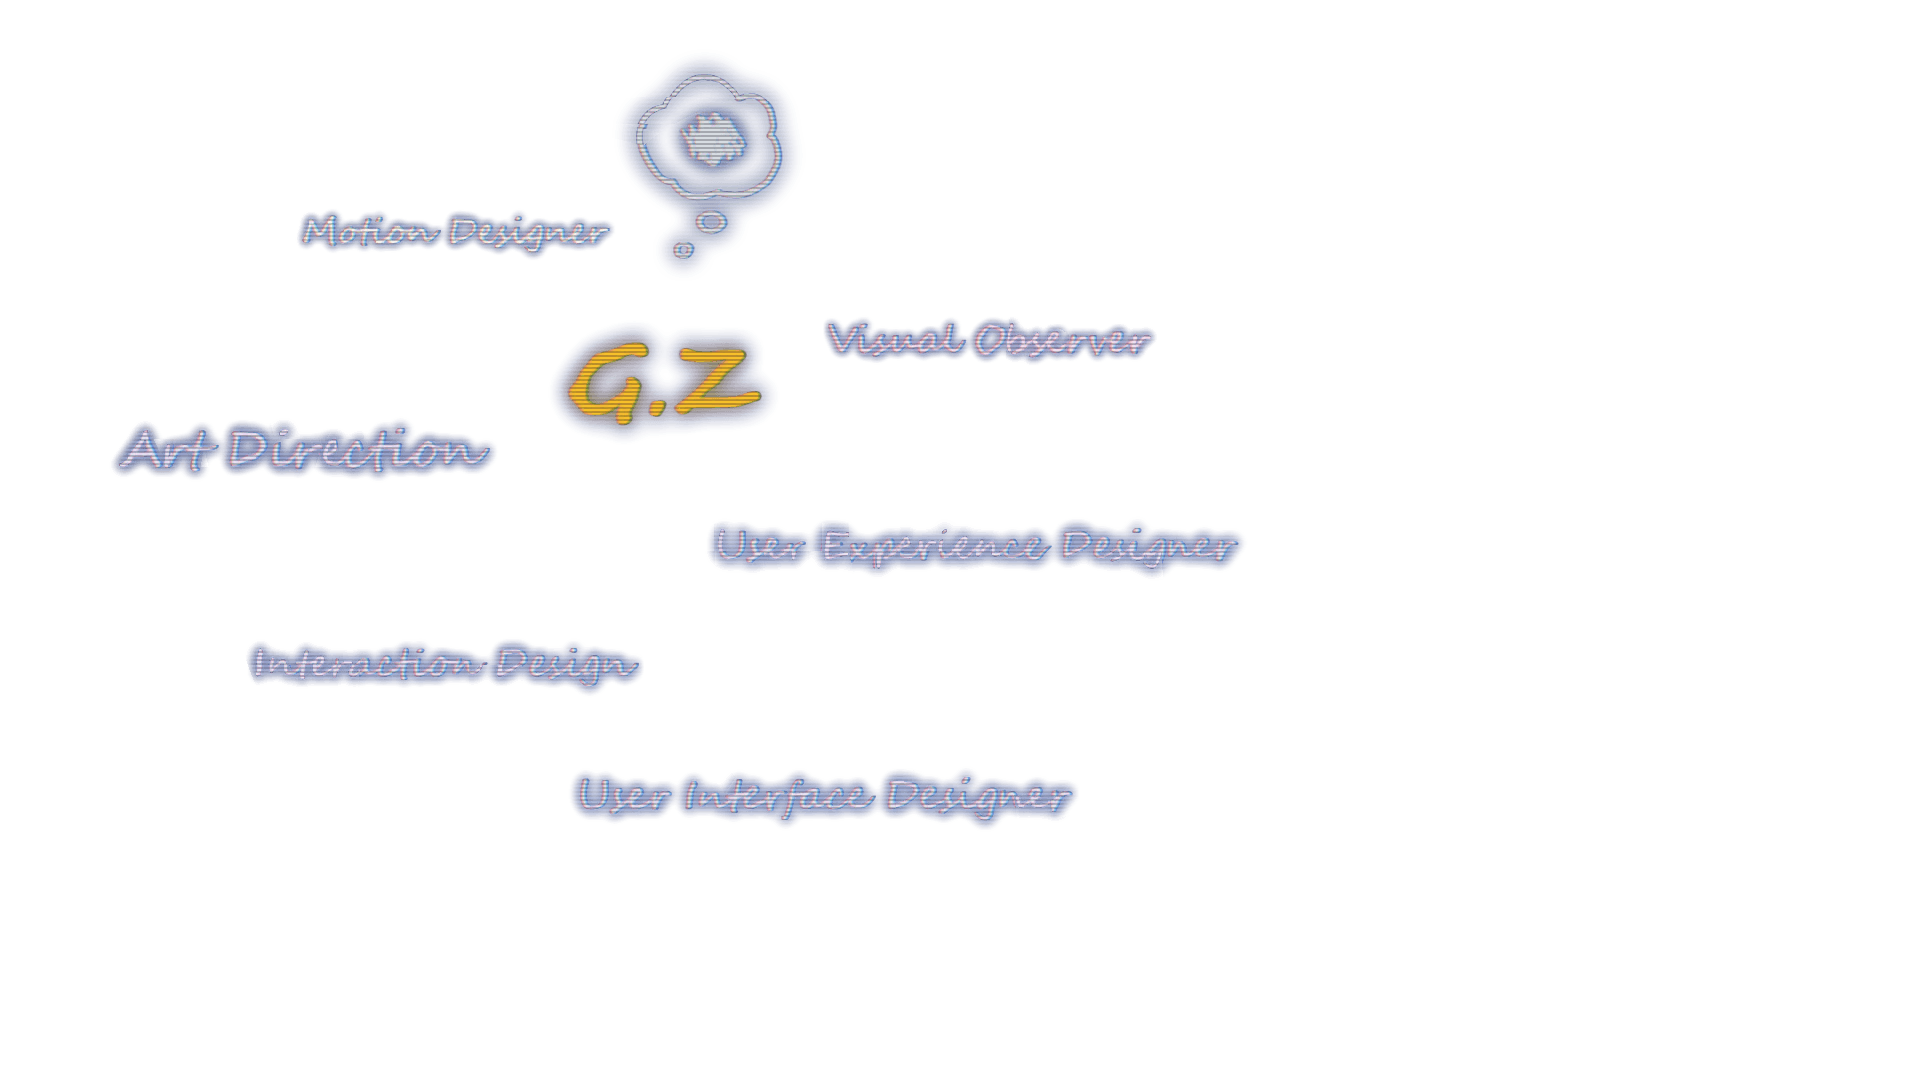 Motion Designer
Visual Observer
G.Z
Art Direction
User Experience Designer
Interaction Design
User Interface Designer